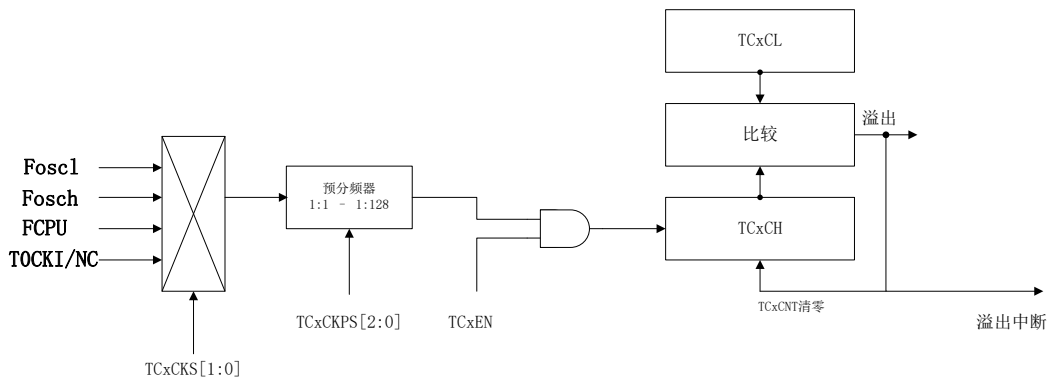 TCxCL
比较
溢出
Foscl
Fosch
FCPU
T0CKI/NC
预分频器
1:1 - 1:128
TCxCH
TCxCNT清零
溢出中断
TCxCKPS[2:0]
TCxEN
TCxCKS[1:0]